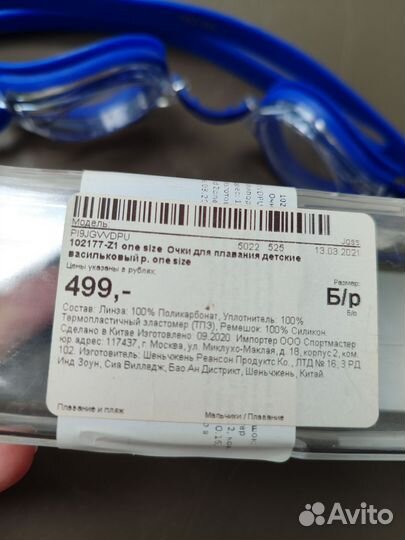 Модель
Joss
PI9JGVVDPU
5022 525
13.03.2021
102177-Z1 one size Очки для плавания детские
васильковый р. one size
Цены указаны в рублях:
Размер:
499,-
Б/р
Б/р
Состав: Линза: 100% Поликарбонат, Уплотнитель: 100%
Термопластичный эластомер (ТПЭ), Ремешок: 100% Силикон
Сделано в Китае Изготовлено: 09.2020 Импортер ООО Спортмастер
юр адрес: 117437, г. Москва, ул. Миклухо-Маклая, д. 18, корпус 2, ком.
102. Изготовитель: Шеньчжень Реансон Продуктс Ко., ЛТД № 16, 3 РД
Инд Зоун, Сиа Вилледж, Бао Ан Дистрикт, Шеньчжень, Китай.
Плавание и пляж
Мальчики / Плавание
Avito